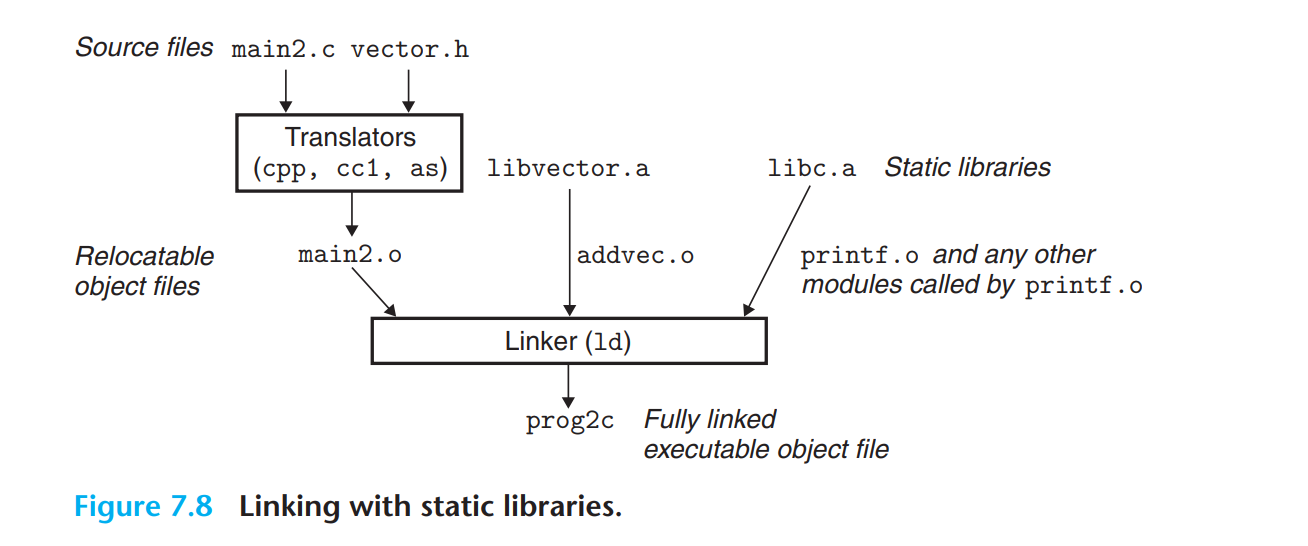 Source files main2.c vector.h
Translators
(cpp, cc1, as)
libvector.a
libc.a Static libraries
Relocatable
object files
main2.o
addvec.o
printf.o and any other
modules called by printf.o
Linker (ld)
prog2c
Fully linked
executable object file
Figure 7.8 Linking with static libraries.